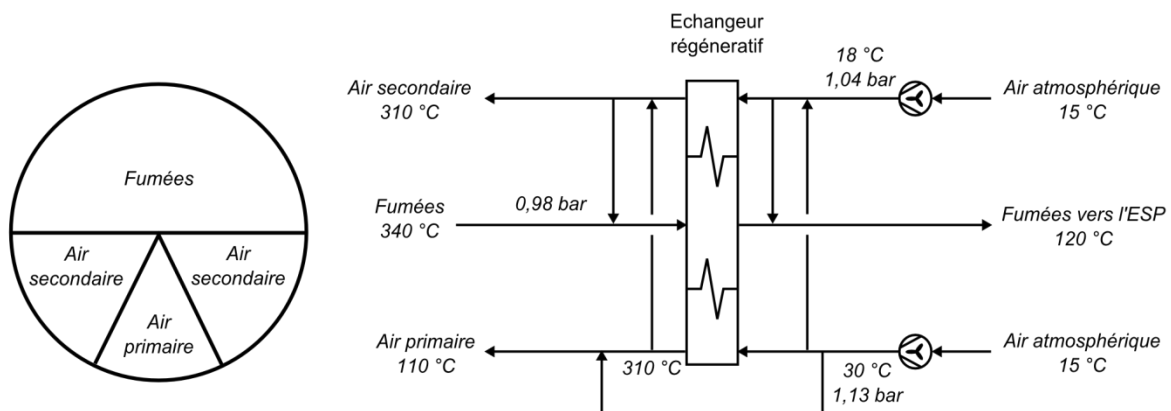 Fumées
Air
secondaire
Air
secondaire
Air
primaire
Echangeur
régéneratif
Air secondaire
310 °C
18 °C
1,04 bar
Air atmosphérique
15 °C
Fumées
340 °C
0,98 bar
Fumées vers l'ESP
120 °C
Air primaire
110 °C
310 °C
30 °C
1,13 bar
Air atmosphérique
15 °C